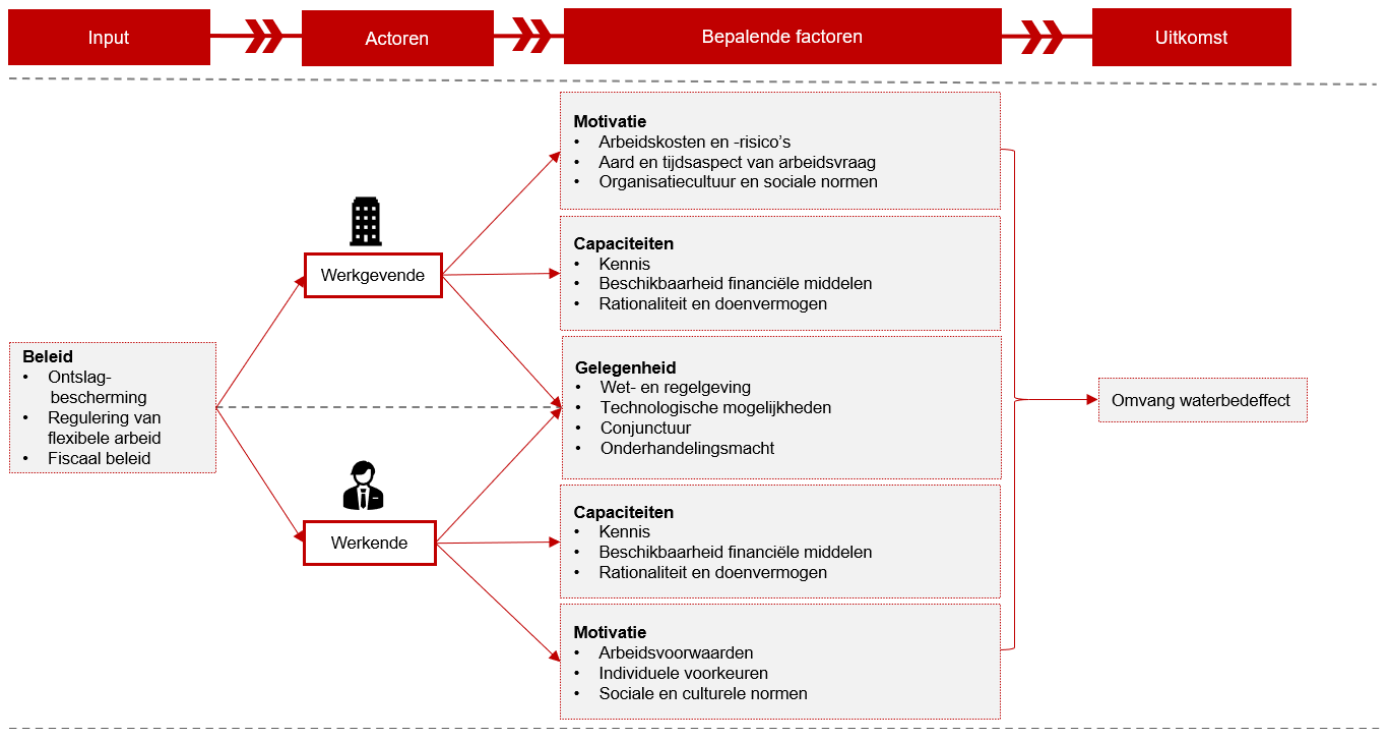 Input
Actoren
Bepalende factoren
Uitkomst
Beleid
• Ontslag-
bescherming
• Regulering van
flexibele arbeid
• Fiscaal beleid
Werkgevende
Werkende
Motivatie
• Arbeidskosten en -risico's
• Aard en tijdsaspect van arbeidsvraag
• Organisatiecultuur en sociale normen
Capaciteiten
• Kennis
• Beschikbaarheid financiële middelen
• Rationaliteit en doenvermogen
Gelegenheid
• Wet- en regelgeving
• Technologische mogelijkheden
• Conjunctuur
• Onderhandelingsmacht
Capaciteiten
• Kennis
• Beschikbaarheid financiële middelen
• Rationaliteit en doenvermogen
Motivatie
• Arbeidsvoorwaarden
• Individuele voorkeuren
• Sociale en culturele normen
Omvang waterbedeffect